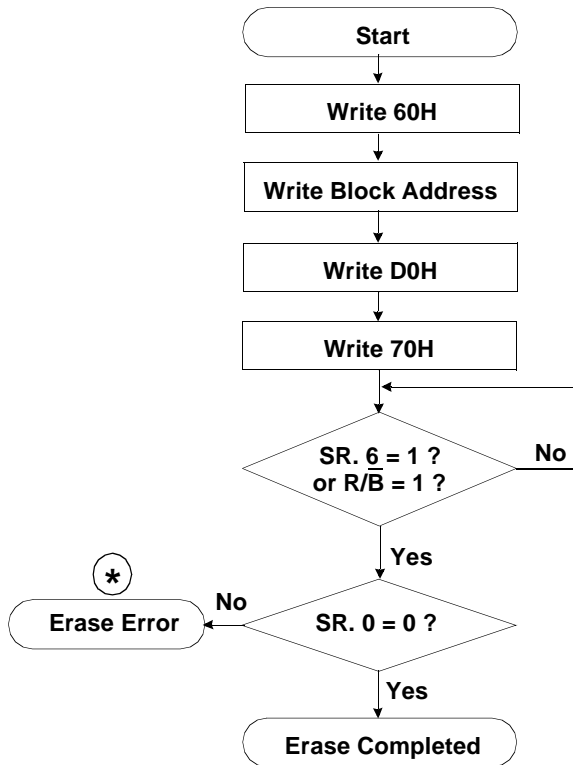 Start
Write 60H
Write Block Address
Write D0H
Write 70H
SR. 6 = 1 ?
or R/B̅ = 1 ?
No
Yes
*
No
Erase Error
SR. 0 = 0 ?
Yes
Erase Completed